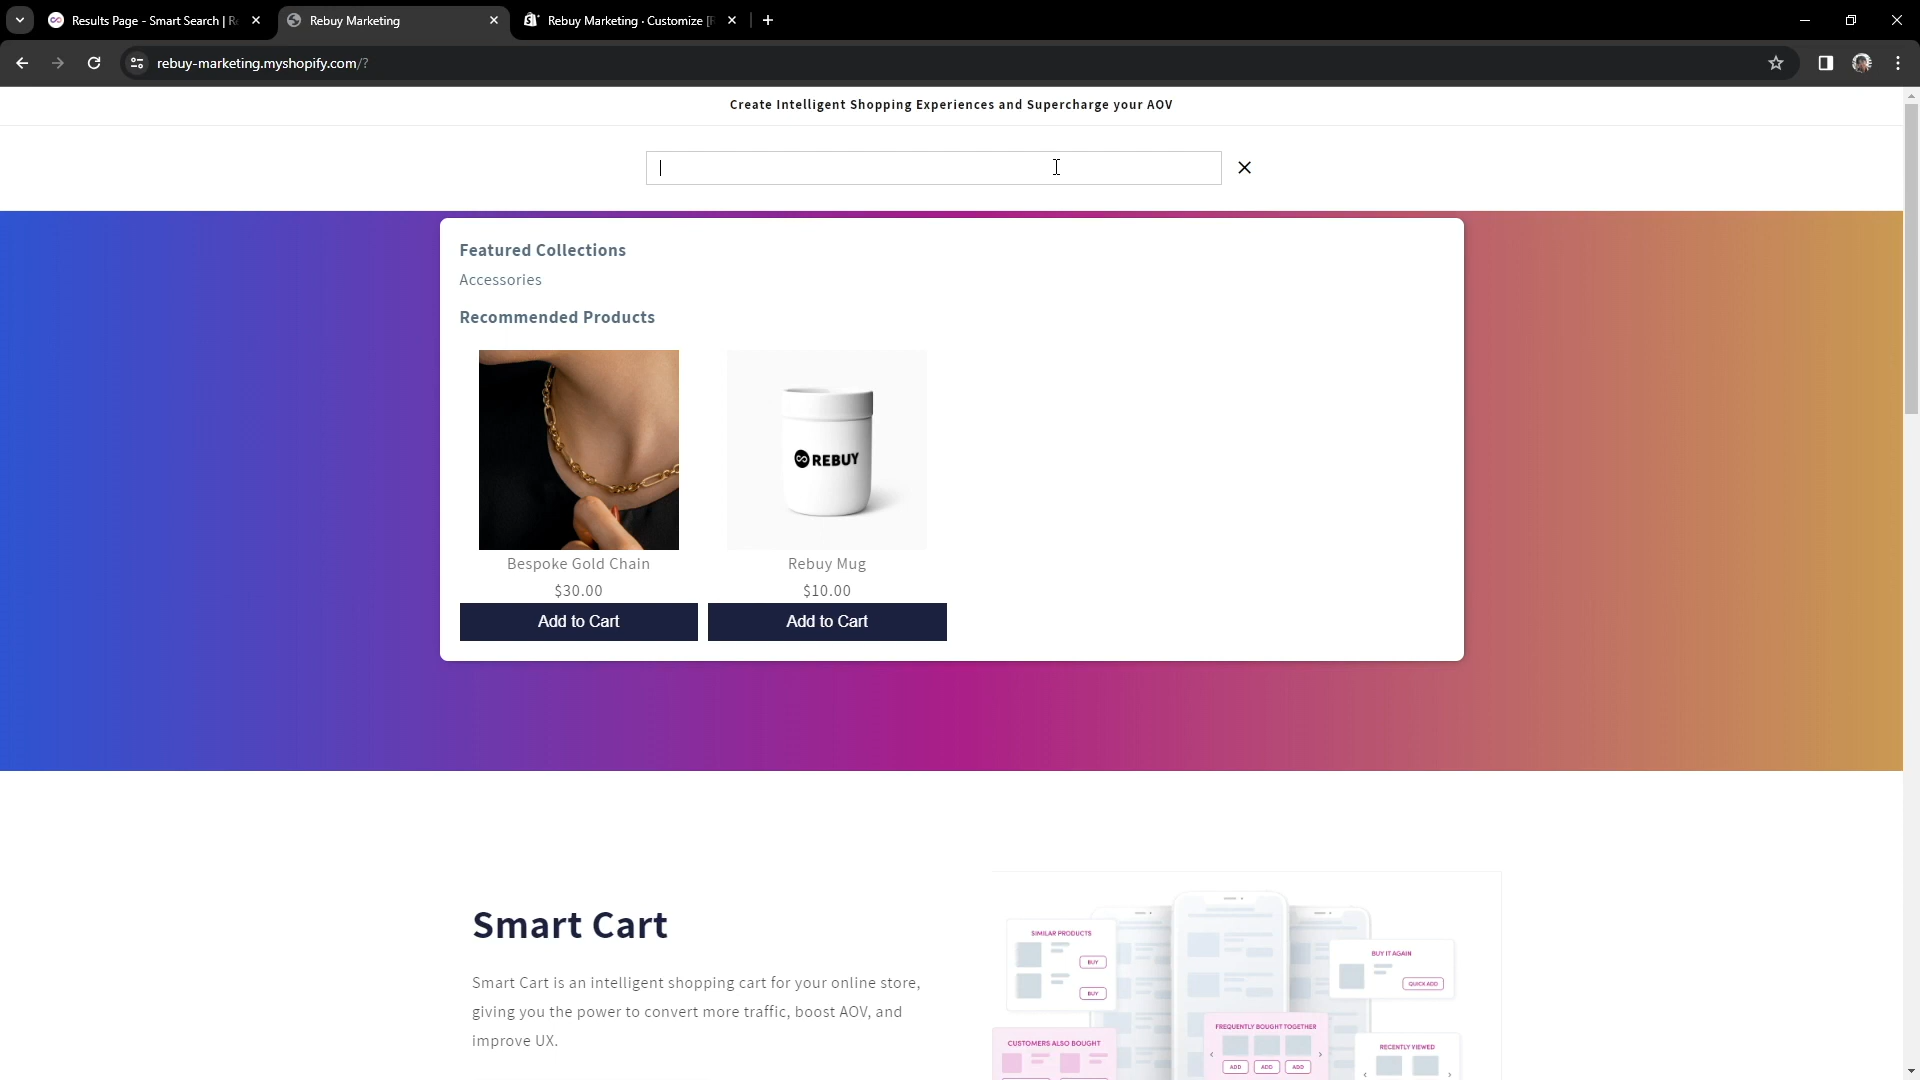 Results Page - Smart Search | R
Rebuy Marketing
Rebuy Marketing · Customize [R
rebuy-marketing.myshopify.com/?
Create Intelligent Shopping Experiences and Supercharge your AOV
Featured Collections
Accessories
Recommended Products
REBUY
Bespoke Gold Chain
Rebuy Mug
$30.00
$10.00
Add to Cart
Add to Cart
Smart Cart
Smart Cart is an intelligent shopping cart for your online store,
giving you the power to convert more traffic, boost AOV, and
improve UX.
SIMILAR PRODUCTS
BUY
BUY
BUY IT AGAIN
QUICK ADD
CUSTOMERS ALSO BOUGHT
FREQUENTLY BOUGHT TOGETHER
ADD
ADD
ADD
RECENTLY VIEWED